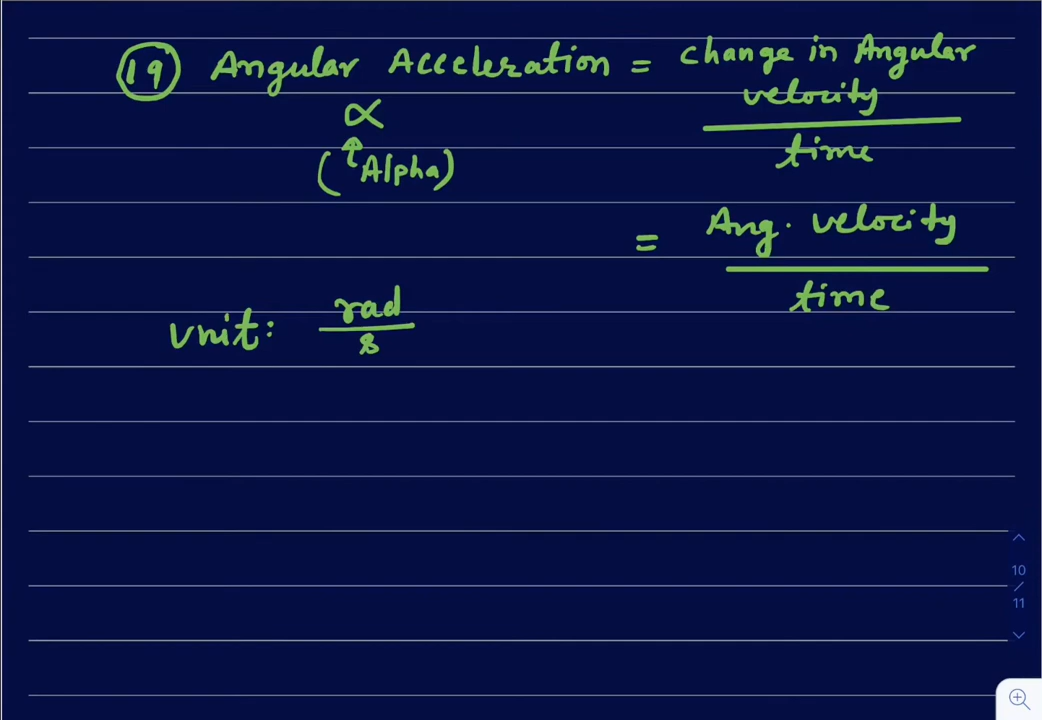 19 Angular Acceleration = change in Angular velocity
time
∝
(↑Alpha)
= Ang. velocity
time
Unit: rad
s
10
/
11